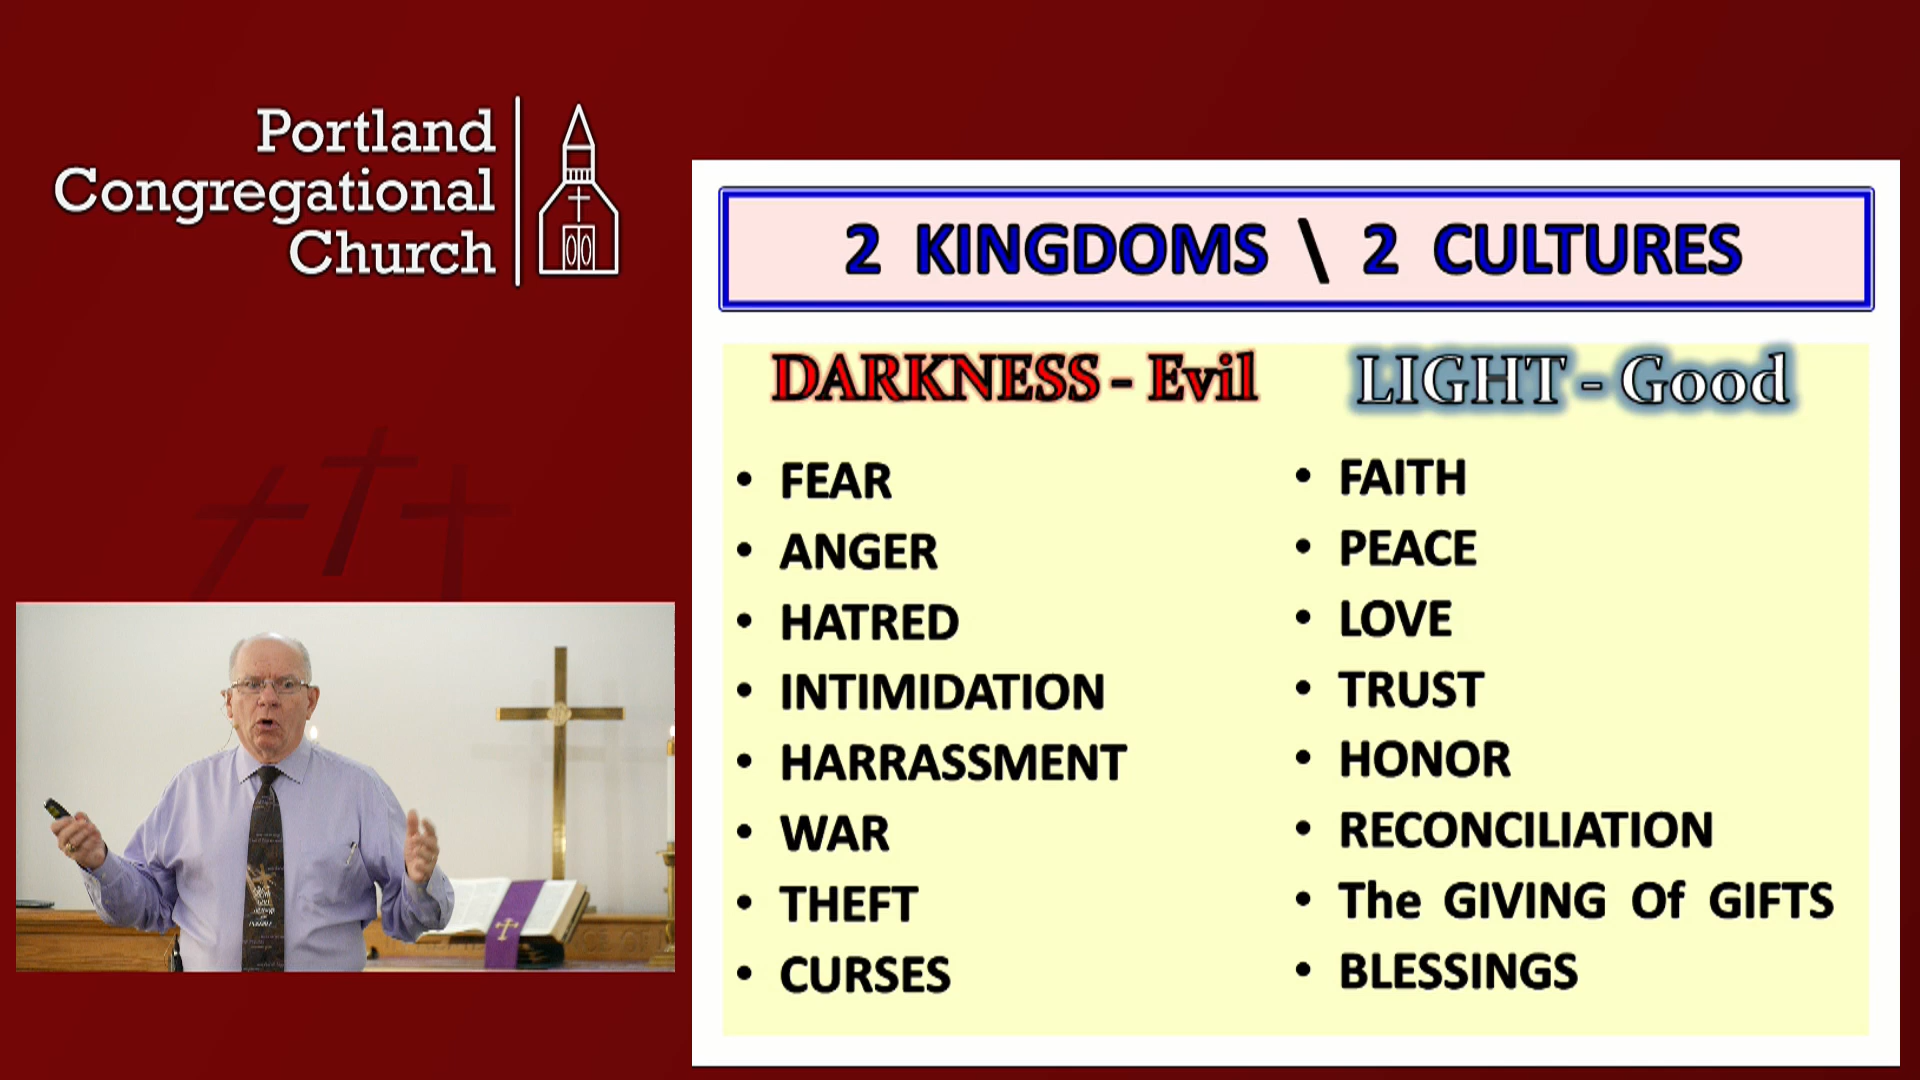 Portland
Congregational
Church
2 KINGDOMS \ 2 CULTURES
DARKNESS - Evil
• FEAR
• ANGER
• HATRED
• INTIMIDATION
• HARRASSMENT
• WAR
• THEFT
• CURSES
LIGHT - Good
• FAITH
• PEACE
• LOVE
• TRUST
• HONOR
• RECONCILIATION
• The GIVING Of GIFTS
• BLESSINGS